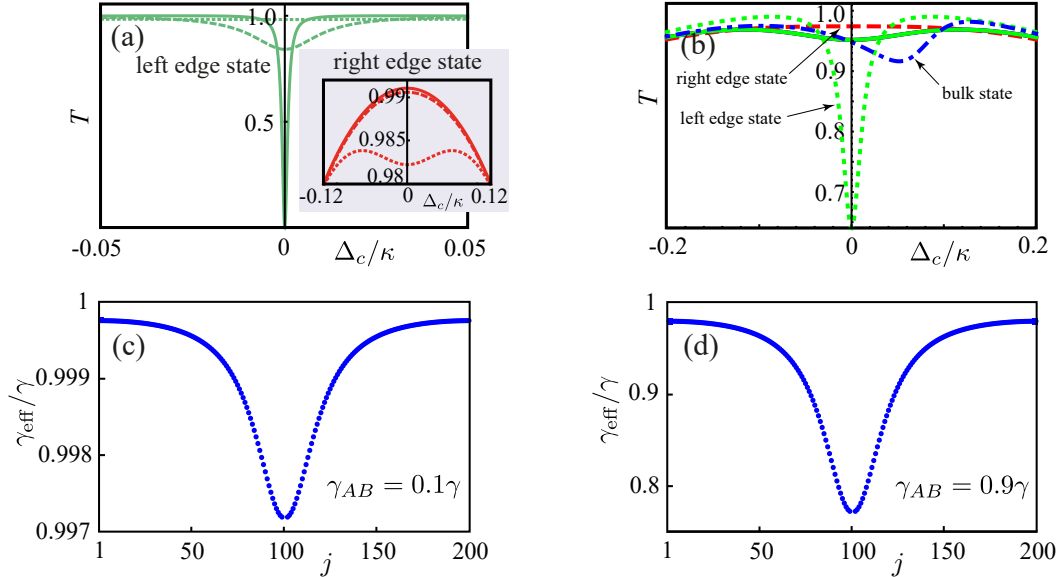 (a)
1.0
left edge state
T
0.5
-0.05
0
Δc/κ
0.05
right edge state
0.99
0.985
0.98
-0.12
0
Δc/κ
0.12
(b)
1.0
0.9
0.8
0.7
T
right edge state
left edge state
bulk state
-0.2
0
Δc/κ
0.2
(c)
1
0.999
0.998
0.997
γeff/γ
γAB = 0.1γ
1
50
100
150
200
j
(d)
1
0.9
0.8
γeff/γ
γAB = 0.9γ
1
50
100
150
200
j